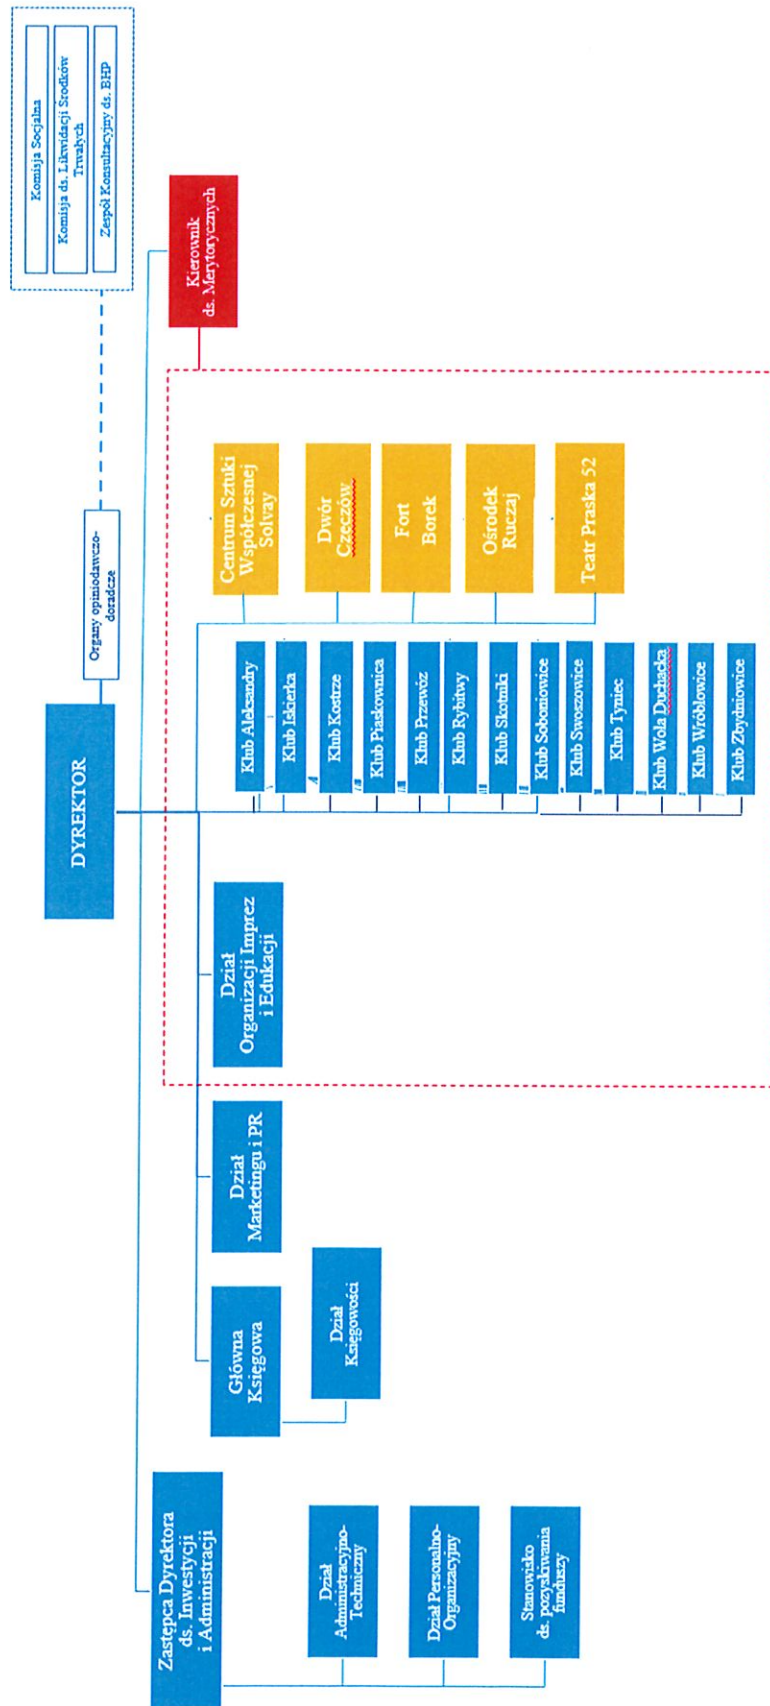 Komisja Socjalna
Komisja ds. Likwidacji Środków
Trwałych
Zespół Konsultacyjny ds. BHP
Organy opiniodawczo-
doradcze
DYREKTOR
Zastępca Dyrektora
ds. Inwestycji
i Administracji
Kierownik
ds. Merytorycznych
Główna
Księgowa
Dział
Marketingu i PR
Dział
Organizacji Imprez
i Edukacji
Dział
Administracyjno-
Techniczny
Dział Personalno-
Organizacyjny
Stanowisko
ds. pozyskiwania
funduszy
Dział
Księgowości
Klub Aleksandry
Klub Iskierka
Klub Kostrze
Klub Piaskownica
Klub Przewóz
Klub Rybitwy
Klub Skotniki
Klub Soboniowice
Klub Swoszowice
Klub Tyniec
Klub Wola Duchacka
Klub Wróblowice
Klub Zbydniowice
Centrum Sztuki
Współczesnej
Solvay
Dwór
Czeczów
Fort
Borek
Ośrodek
Ruczaj
Teatr Praska 52